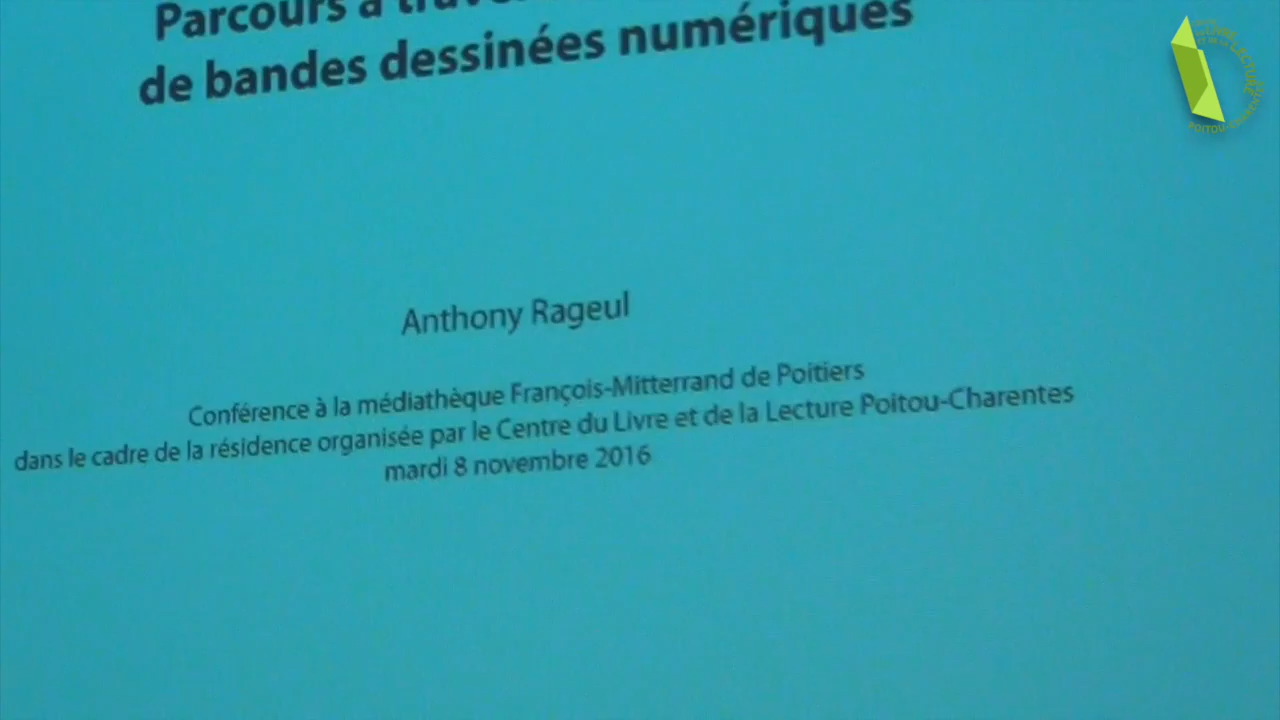 Parcours à
de bandes dessinées numériques
Anthony Rageul
Conférence à la médiathèque François-Mitterrand de Poitiers
dans le cadre de la résidence organisée par le Centre du Livre et de la Lecture Poitou-Charentes
mardi 8 novembre 2016